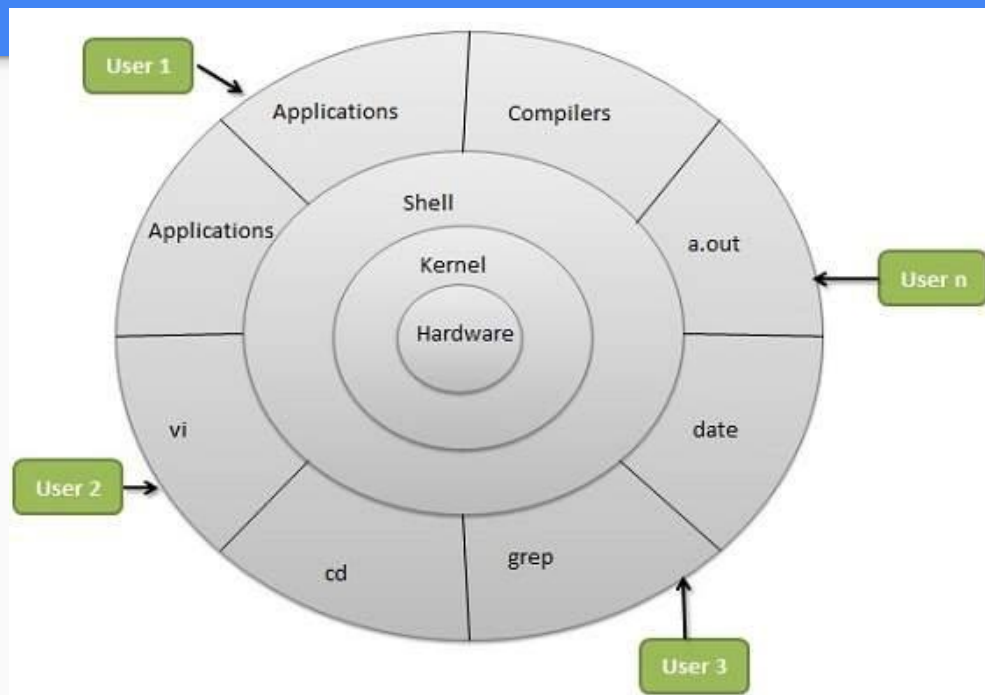 User 1
Applications
Compilers
Shell
Applications
a.out
Kernel
User n
Hardware
vi
date
User 2
grep
cd
User 3